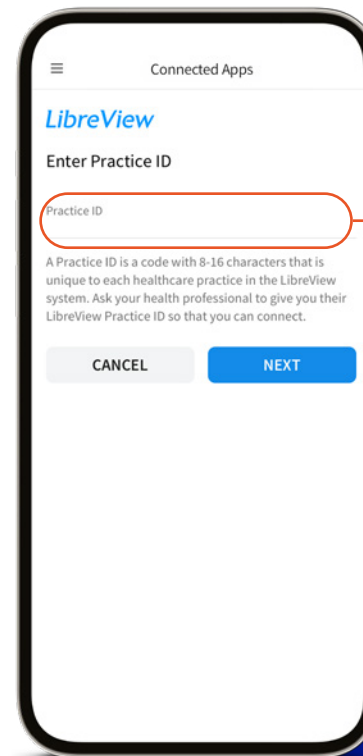 Connected Apps
LibreView
Enter Practice ID
Practice ID
A Practice ID is a code with 8-16 characters that is
unique to each healthcare practice in the LibreView
system. Ask your health professional to give you their
LibreView Practice ID so that you can connect.
CANCEL NEXT